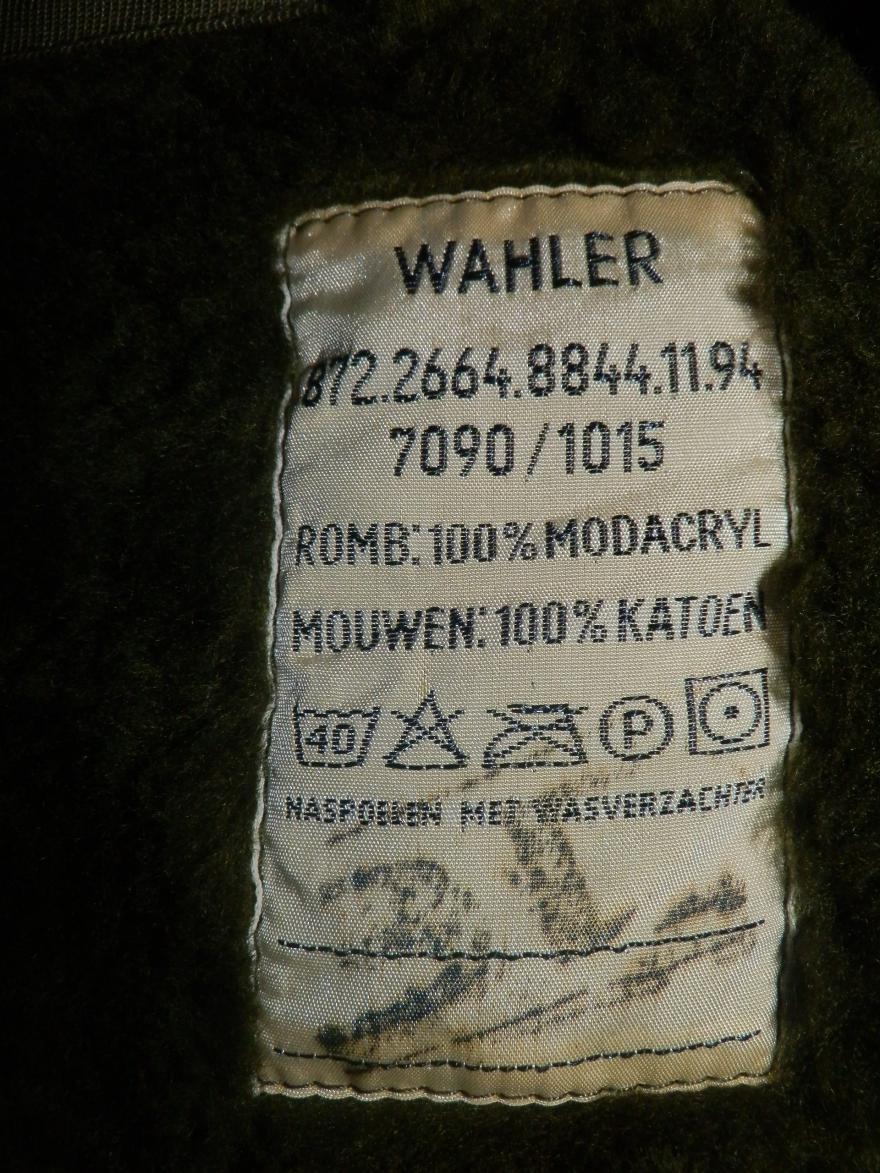 WAHLER
872.2664.8844.11.94
7090/1015
ROMB: 100% MODACRYL
MOUWEN: 100% KATOEN
40 P
NASPOELEN MET WASVERZACHTER